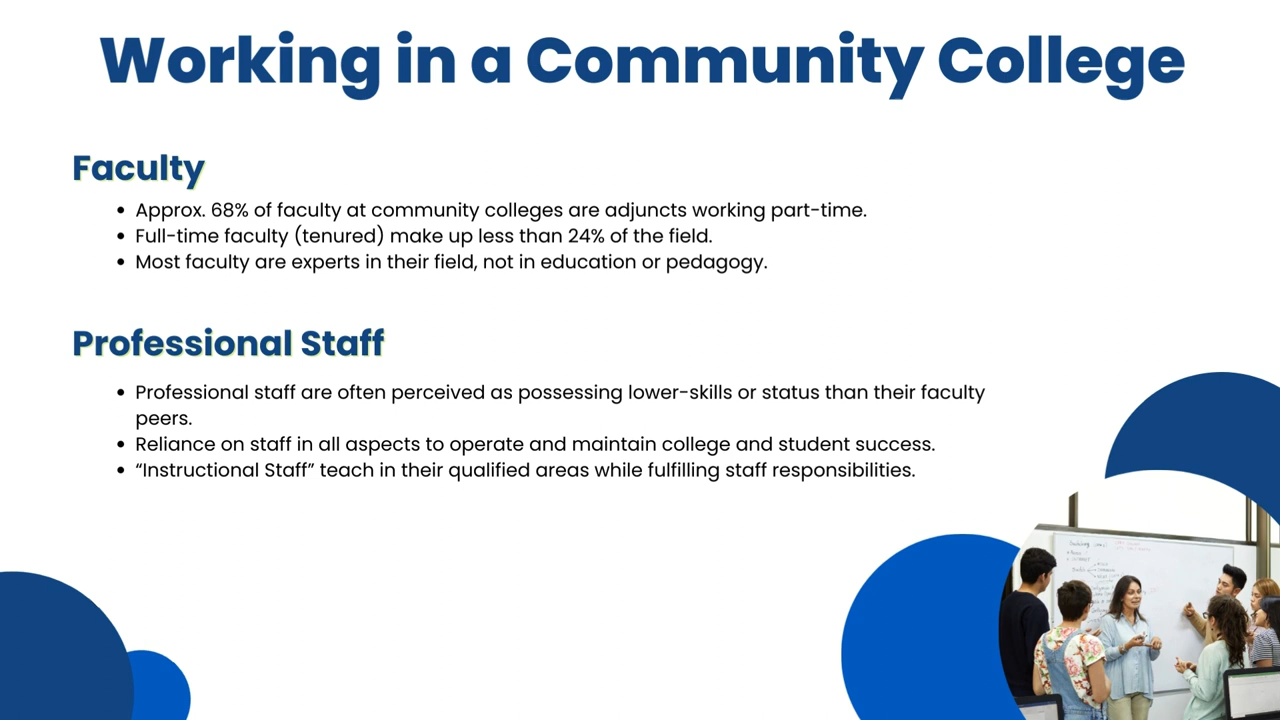 Working in a Community College
Faculty
• Approx. 68% of faculty at community colleges are adjuncts working part-time.
• Full-time faculty (tenured) make up less than 24% of the field.
• Most faculty are experts in their field, not in education or pedagogy.
Professional Staff
• Professional staff are often perceived as possessing lower-skills or status than their faculty
peers.
• Reliance on staff in all aspects to operate and maintain college and student success.
• “Instructional Staff” teach in their qualified areas while fulfilling staff responsibilities.